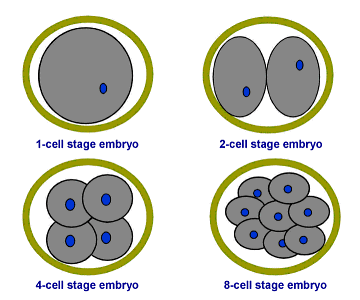 1-cell stage embryo
2-cell stage embryo
4-cell stage embryo
8-cell stage embryo